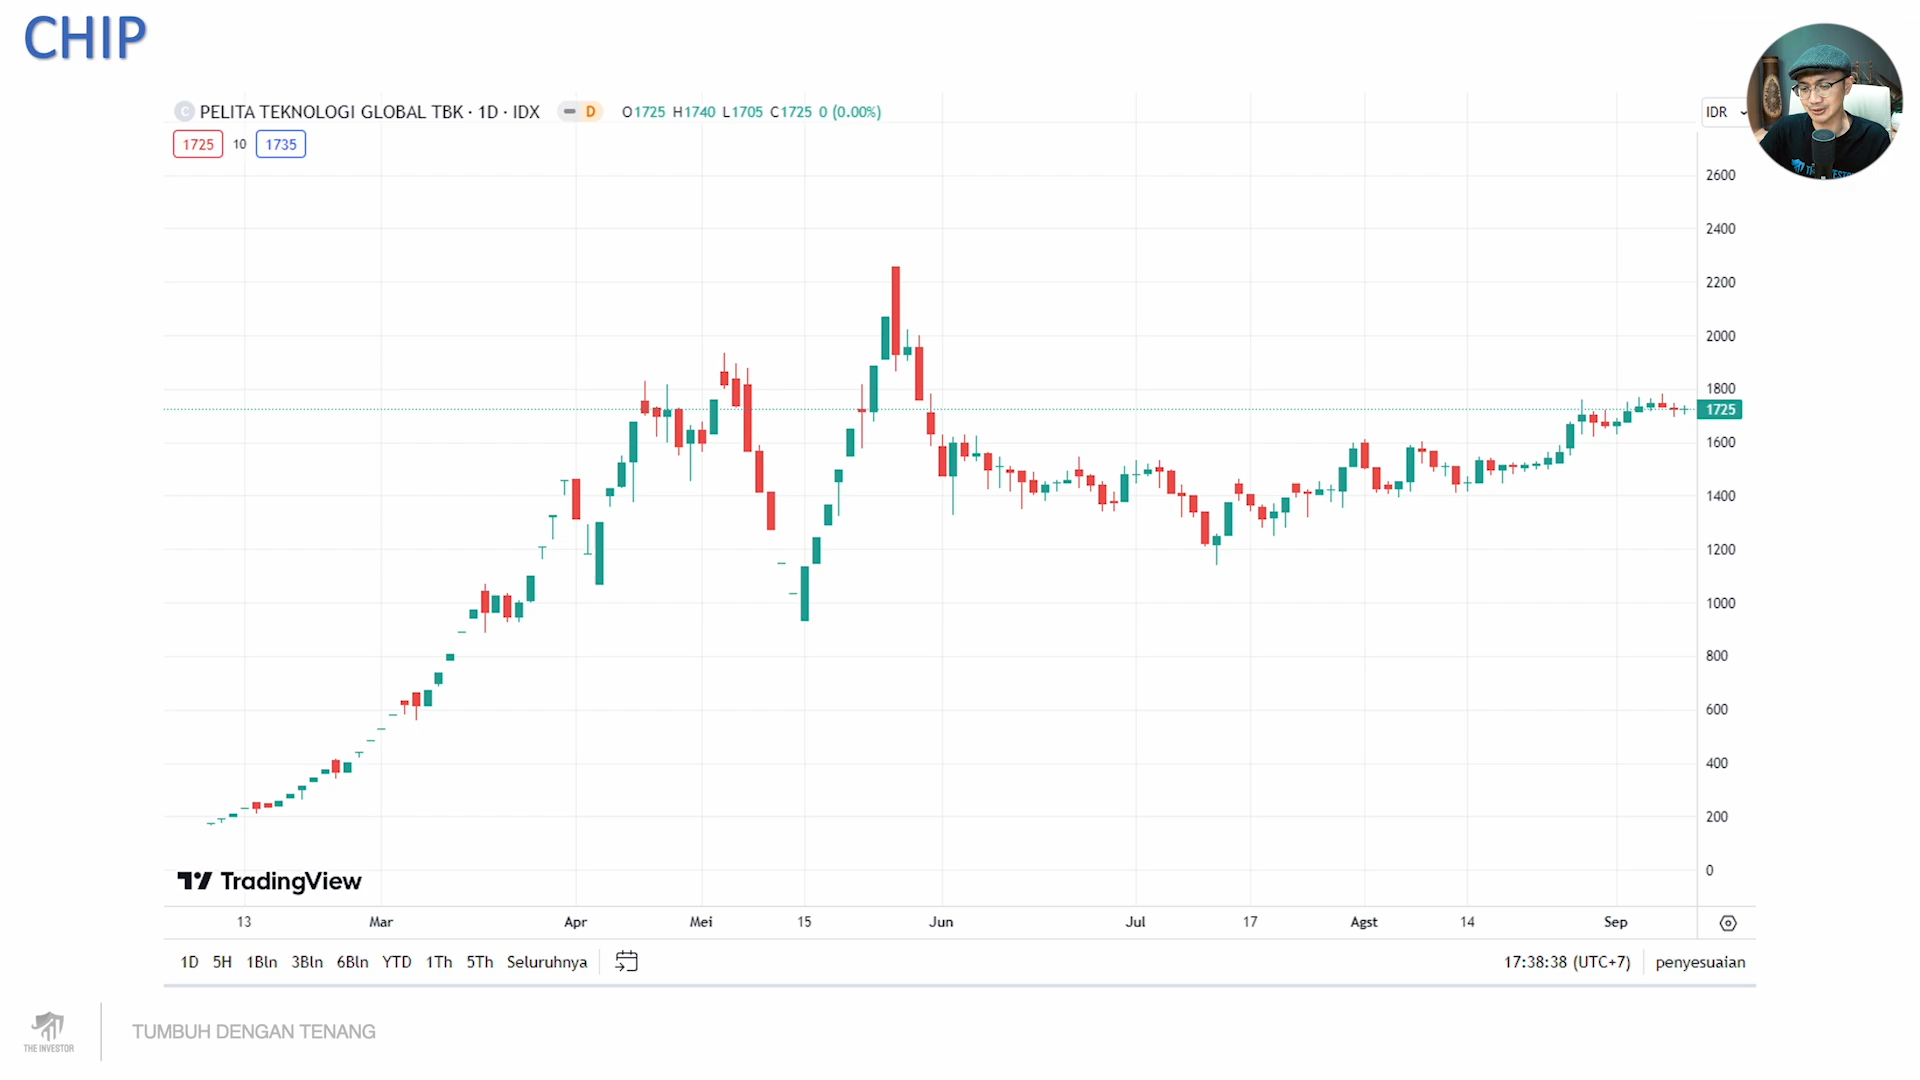 CHIP
C PELITA TEKNOLOGI GLOBAL TBK · 1D · IDX D O1725 H1740 L1705 C1725 0 (0.00%)
IDR
1725 10 1735
2600
2400
2200
2000
1800
1725
1600
1400
1200
1000
800
600
400
200
0
TradingView
13 Mar Apr Mei 15 Jun Jul 17 Agst 14 Sep
1D 5H 1Bln 3Bln 6Bln YTD 1Th 5Th Seluruhnya 17:38:38 (UTC+7) penyesuaian
THE INVESTOR
TUMBUH DENGAN TENANG